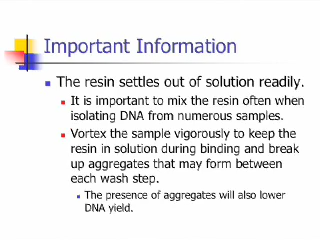 Important Information
The resin settles out of solution readily.
It is important to mix the resin often when
isolating DNA from numerous samples.
Vortex the sample vigorously to keep the
resin in solution during binding and break
up aggregates that may form between
each wash step.
The presence of aggregates will also lower
DNA yield.